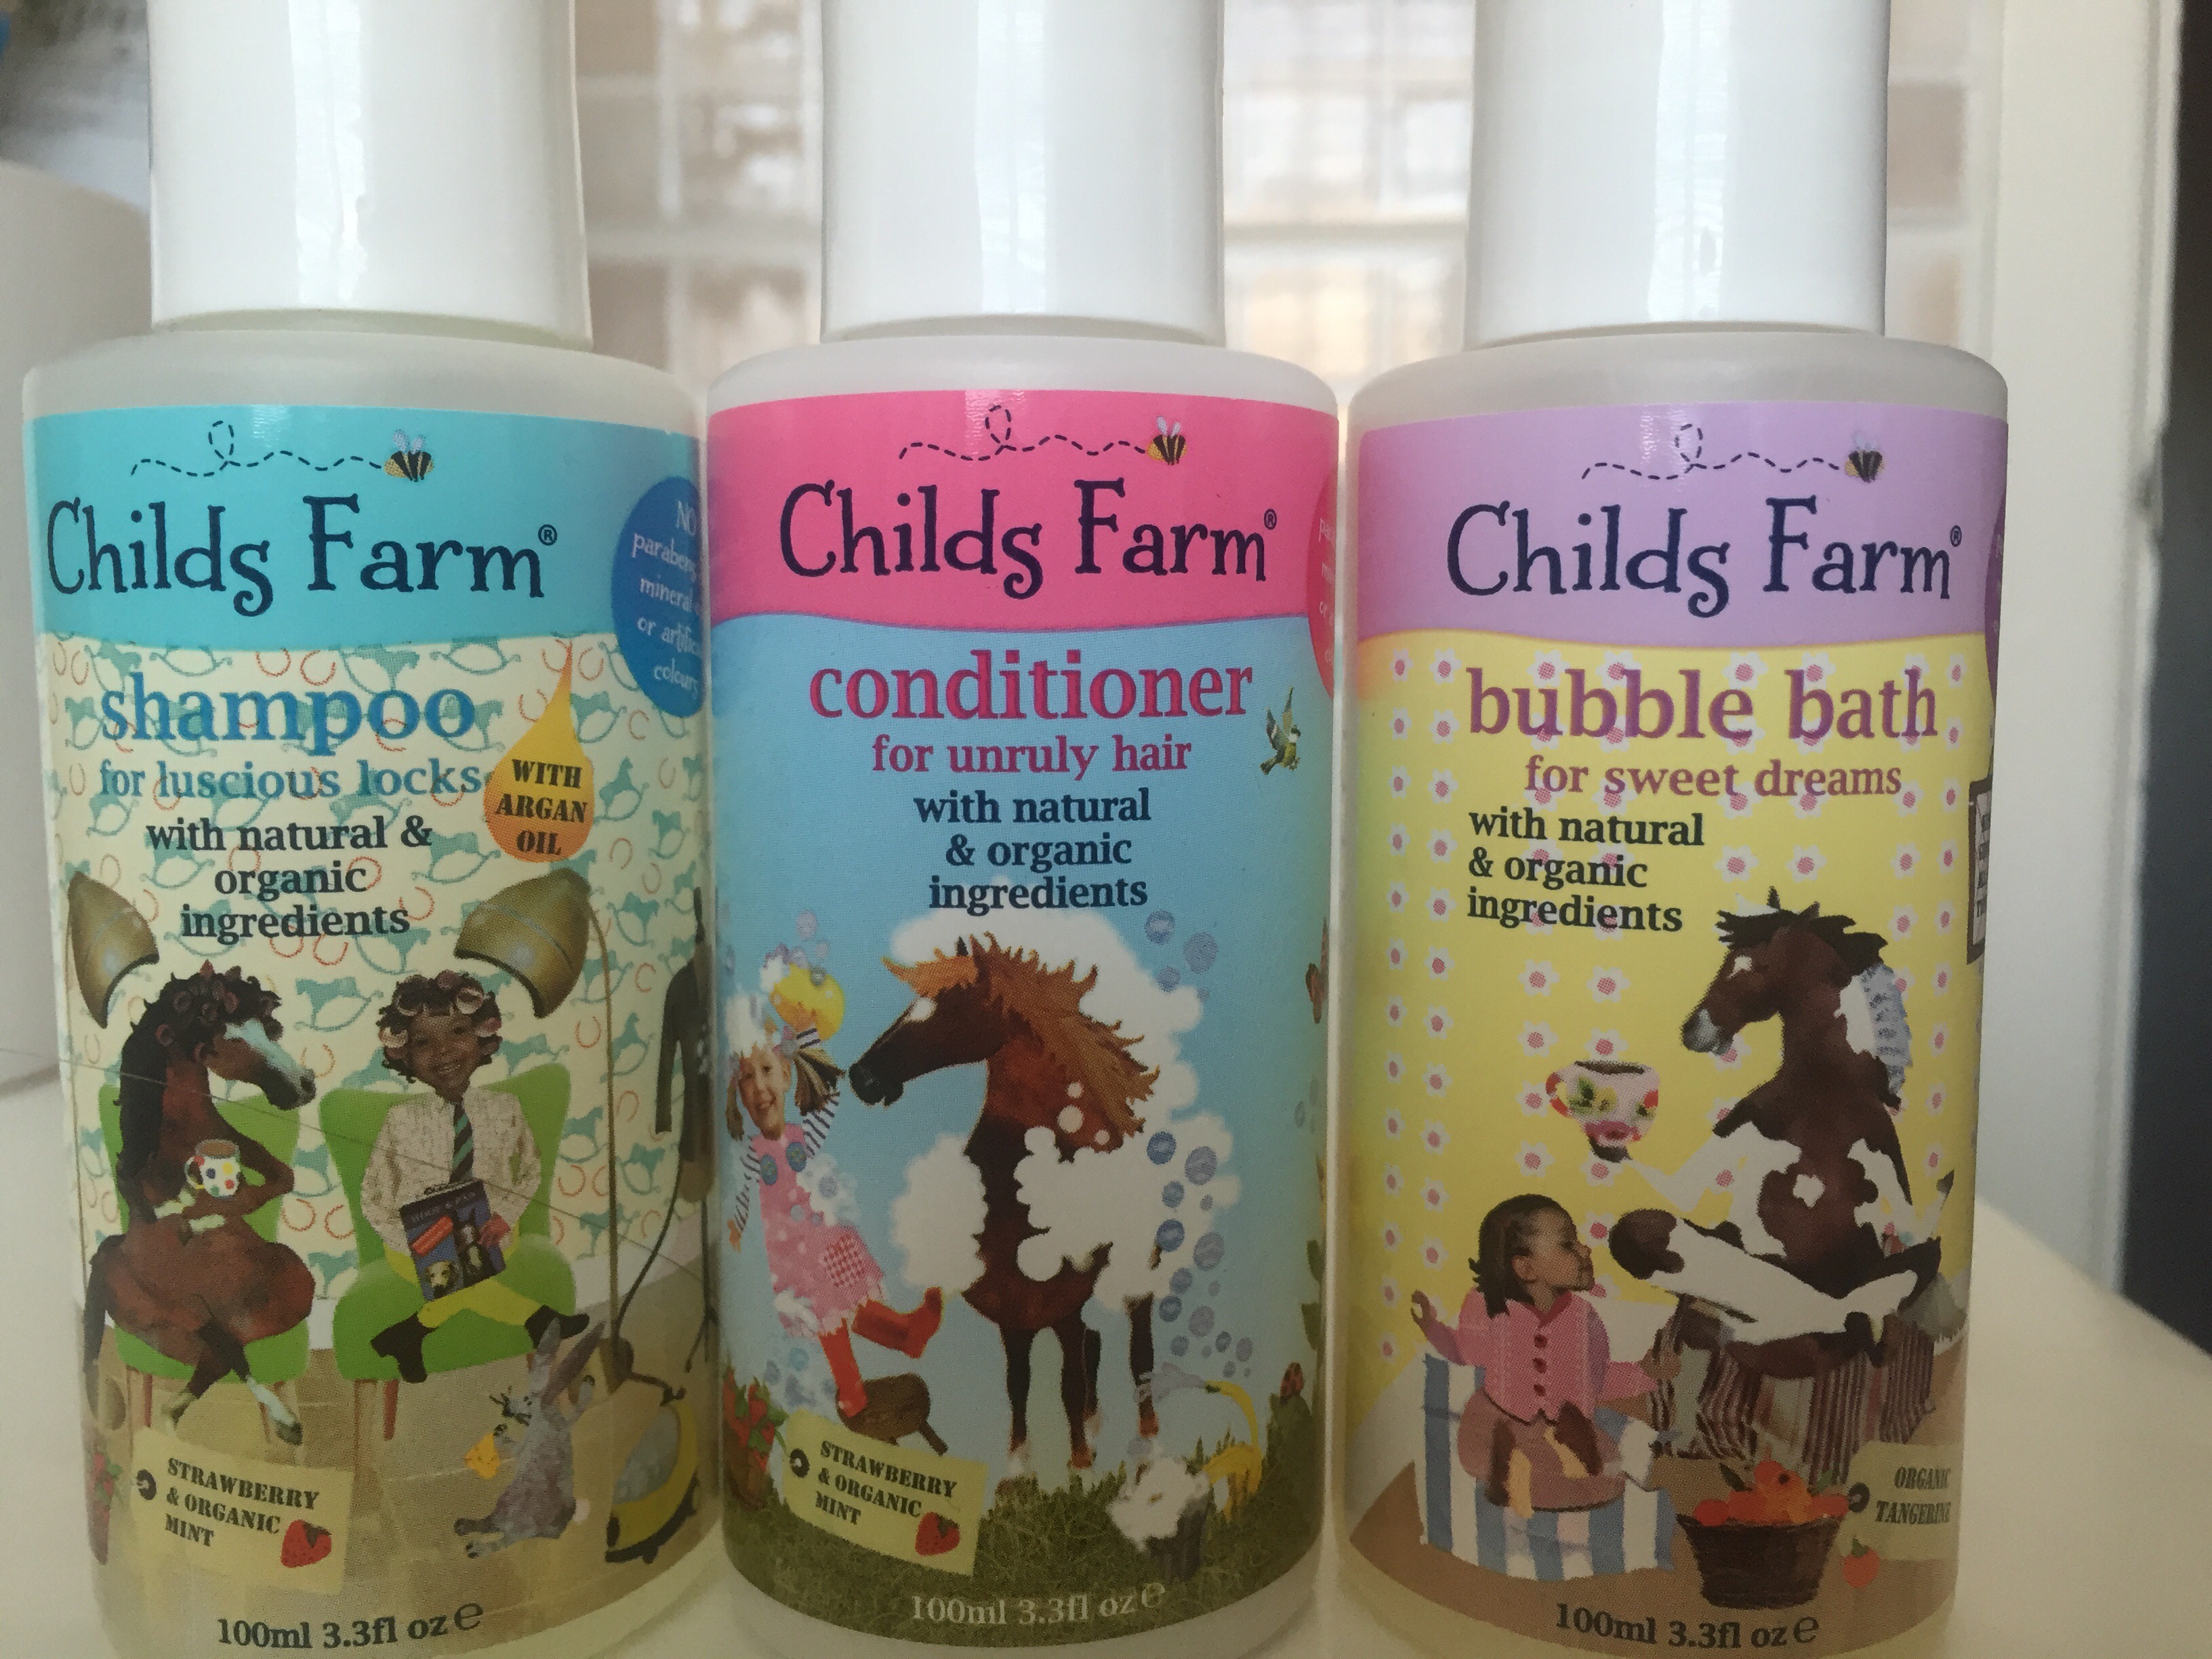 Childs Farm®
NO
parabens
mineral
colours
shampoo
for luscious locks
WITH
ARGAN
OIL
with natural &
organic
ingredients
STRAWBERRY
& ORGANIC
MINT
100ml 3.3fl oz e
Childs Farm®
conditioner
for unruly hair
with natural
& organic
ingredients
STRAWBERRY
& ORGANIC
MINT
100ml 3.3fl oz e
Childs Farm®
bubble bath
for sweet dreams
with natural
& organic
ingredients
ORGANIC
TANGERINE
100ml 3.3fl oz e